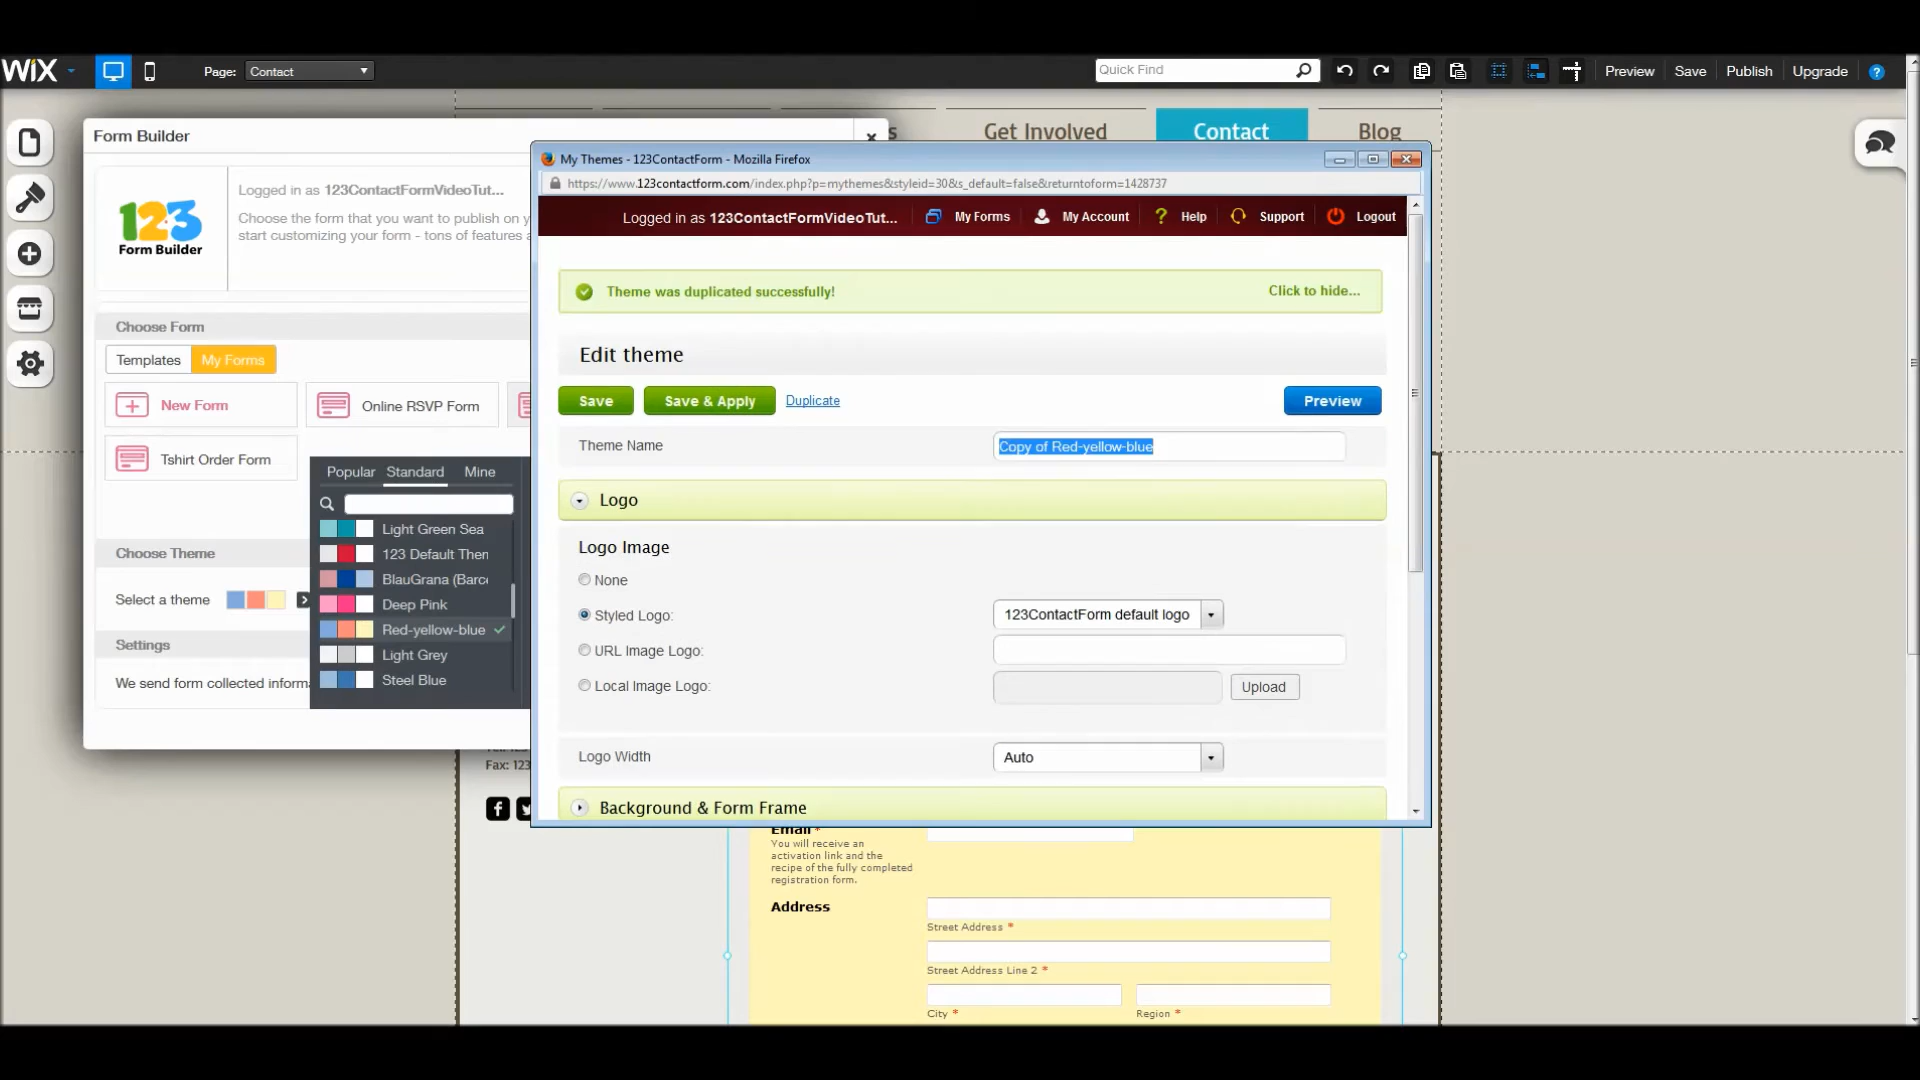 WiX
Page: Contact
Quick Find
Preview Save Publish Upgrade ?
Get Involved Contact Blog
Form Builder
123
Form Builder
Logged in as 123ContactFormVideoTut...
Choose the form that you want to publish on y
start customizing your form - tons of features a
Choose Form
Templates My Forms
New Form Online RSVP Form
Tshirt Order Form
Choose Theme
Select a theme
Settings
We send form collected informa
Popular Standard Mine
Light Green Sea
123 Default Then
BlauGrana (Barce
Deep Pink
Red-yellow-blue
Light Grey
Steel Blue
My Themes - 123ContactForm - Mozilla Firefox
https://www.123contactform.com/index.php?p=mythemes&styleid=30&s_default=false&returntoform=1428737
Logged in as 123ContactFormVideoTut... My Forms My Account ? Help Support Logout
Theme was duplicated successfully! Click to hide...
Edit theme
Save Save & Apply Duplicate Preview
Theme Name Copy of Red-yellow-blue
Logo
Logo Image
None
Styled Logo: 123ContactForm default logo
URL Image Logo:
Local Image Logo: Upload
Logo Width Auto
Background & Form Frame
Fax: 123
Email *
You will receive an
activation link and the
recipe of the fully completed
registration form.
Address
Street Address *
Street Address Line 2 *
City * Region *